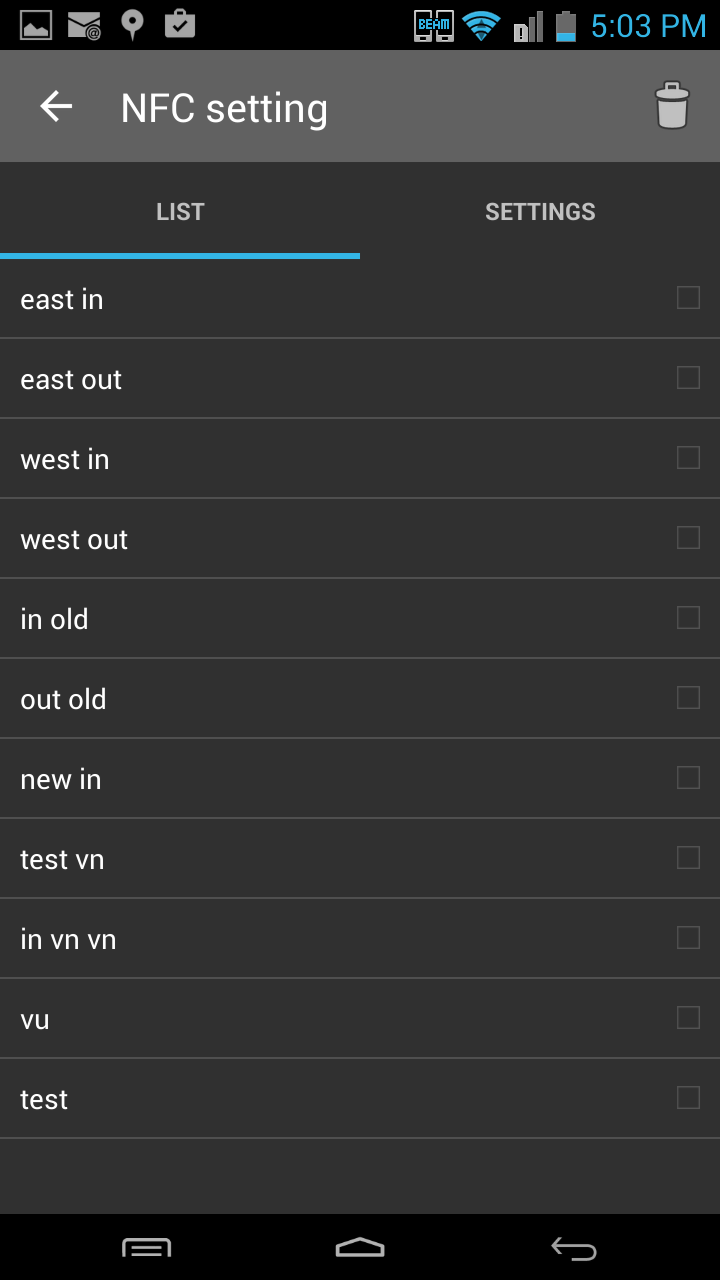 BEAM 5:03 PM
NFC setting
LIST SETTINGS
east in
east out
west in
west out
in old
out old
new in
test vn
in vn vn
vu
test